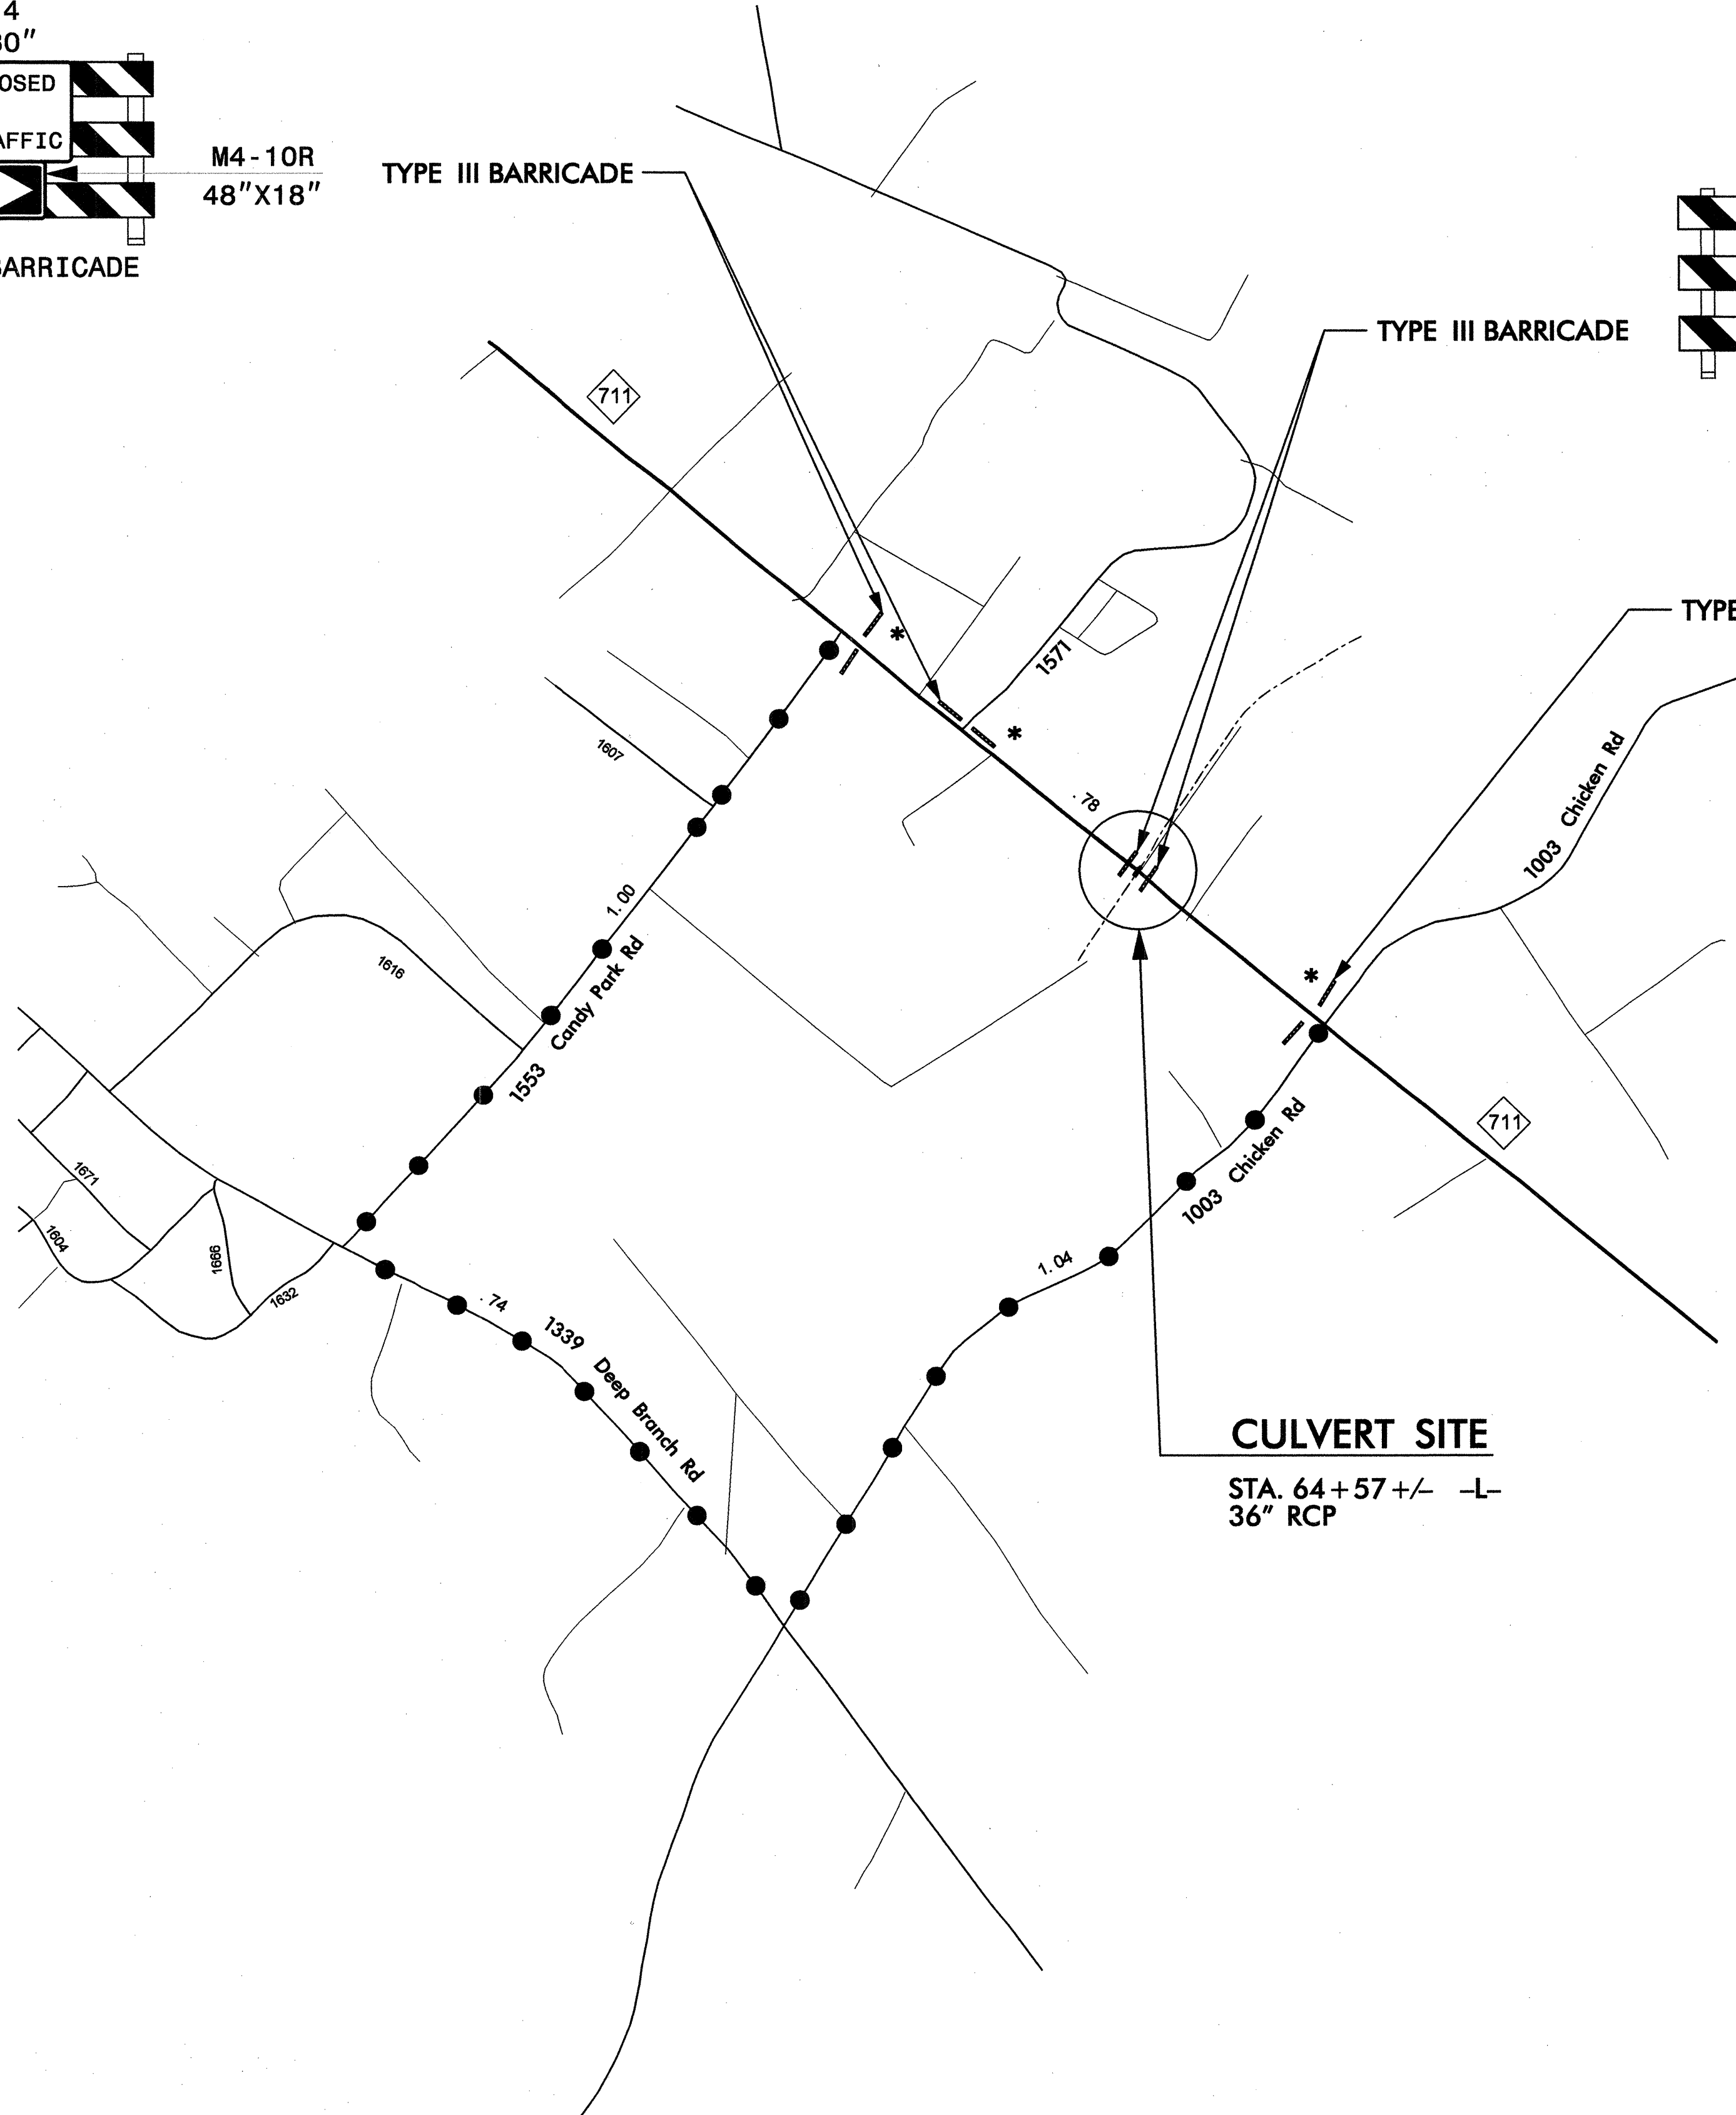 4
30"
OSED
AFFIC
M4-10R
48"X18"
BARRICADE
TYPE III BARRICADE
TYPE III BARRICADE
711
TYPE
1571
1607
.78
1003 Chicken Rd
1.00
1616
1553 Candy Park Rd
711
1003 Chicken Rd
1671
1604
1666
1632
1.04
.74
1339 Deep Branch Rd
CULVERT SITE
STA. 64+57+/- -L-
36" RCP